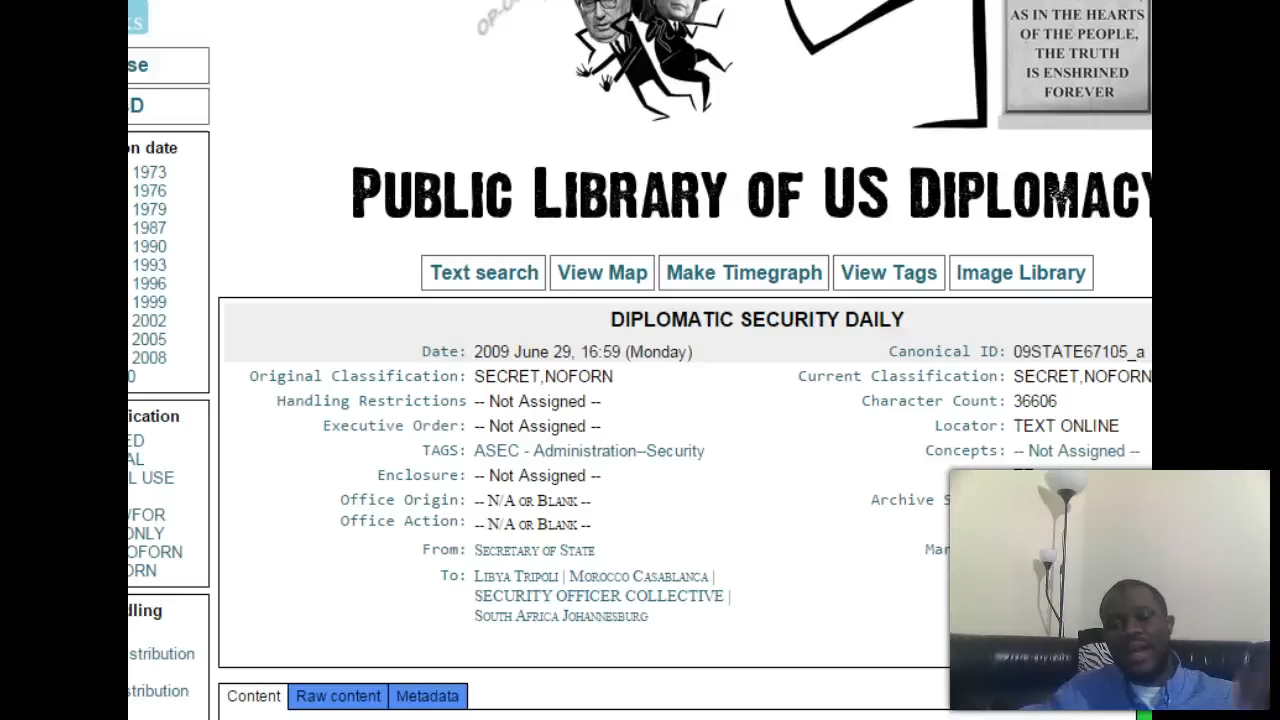 OP-
AS IN THE HEARTS
OF THE PEOPLE,
THE TRUTH
IS ENSHRINED
FOREVER
se
D
on date
1973
1976
1979
1987
1990
1993
1996
1999
2002
2005
2008
0
ication
ED
AL
L USE
/FOR
ONLY
OFORN
ORN
dling
stribution
stribution
PUBLIC LIBRARY OF US DIPLOMACY
Text search View Map Make Timegraph View Tags Image Library
DIPLOMATIC SECURITY DAILY
Date: 2009 June 29, 16:59 (Monday) Canonical ID: 09STATE67105_a
Original Classification: SECRET,NOFORN Current Classification: SECRET,NOFORN
Handling Restrictions -- Not Assigned -- Character Count: 36606
Executive Order: -- Not Assigned -- Locator: TEXT ONLINE
TAGS: ASEC - Administration--Security Concepts: -- Not Assigned --
Enclosure: -- Not Assigned --
Office Origin: -- N/A OR BLANK -- Archive S
Office Action: -- N/A OR BLANK --
From: SECRETARY OF STATE Mar
To: LIBYA TRIPOLI | MOROCCO CASABLANCA |
SECURITY OFFICER COLLECTIVE |
SOUTH AFRICA JOHANNESBURG
Content Raw content Metadata